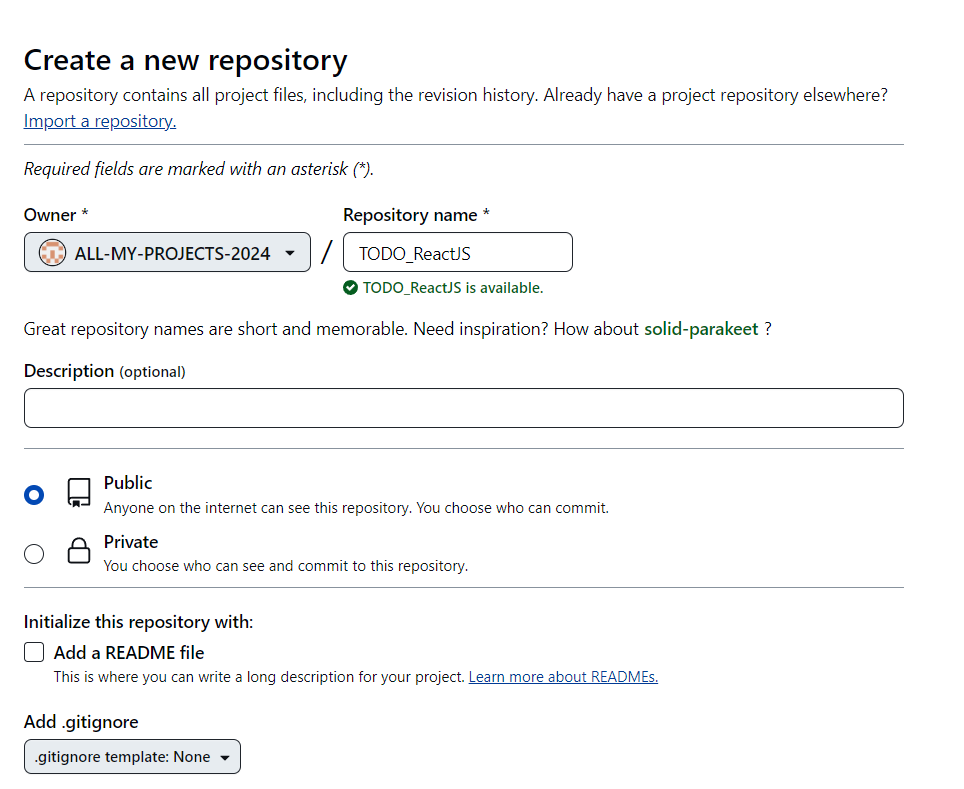 Create a new repository
A repository contains all project files, including the revision history. Already have a project repository elsewhere?
Import a repository.
Required fields are marked with an asterisk (*).
Owner * Repository name *
ALL-MY-PROJECTS-2024 / TODO_ReactJS
TODO_ReactJS is available.
Great repository names are short and memorable. Need inspiration? How about solid-parakeet ?
Description (optional)
Public
Anyone on the internet can see this repository. You choose who can commit.
Private
You choose who can see and commit to this repository.
Initialize this repository with:
Add a README file
This is where you can write a long description for your project. Learn more about READMEs.
Add .gitignore
.gitignore template: None